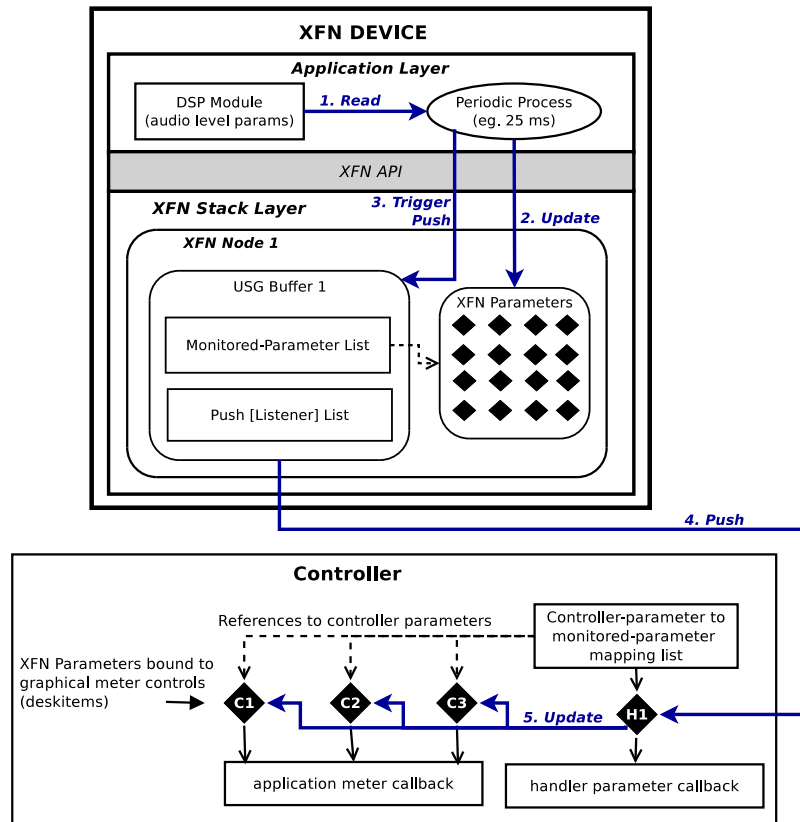 XFN DEVICE
Application Layer
DSP Module
(audio level params)
1. Read
Periodic Process
(eg. 25 ms)
XFN API
3. Trigger
Push
2. Update
XFN Stack Layer
XFN Node 1
USG Buffer 1
Monitored-Parameter List
Push [Listener] List
XFN Parameters
4. Push
Controller
References to controller parameters
Controller-parameter to
monitored-parameter
mapping list
XFN Parameters bound to
graphical meter controls
(deskitems)
C1
C2
C3
H1
5. Update
application meter callback
handler parameter callback